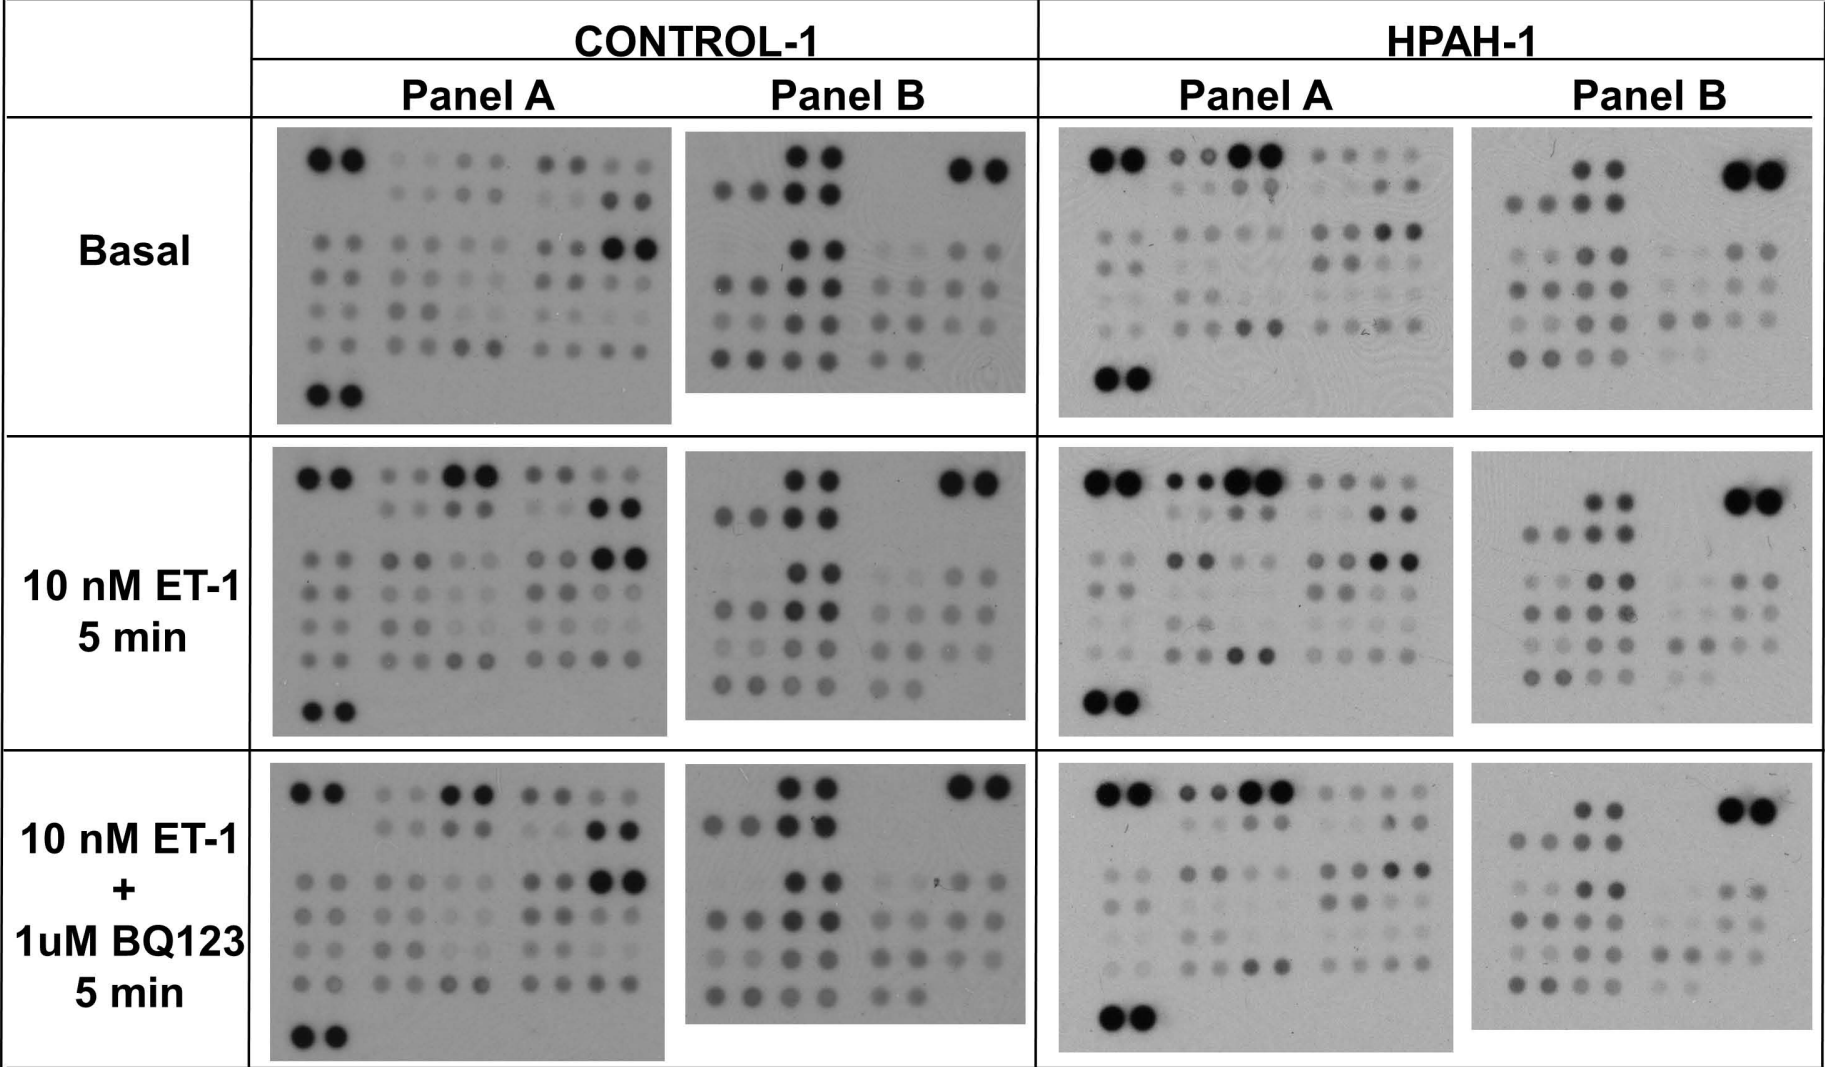 CONTROL-1
HPAH-1
Panel A
Panel B
Panel A
Panel B
Basal
10 nM ET-1
5 min
10 nM ET-1
+
1uM BQ123
5 min